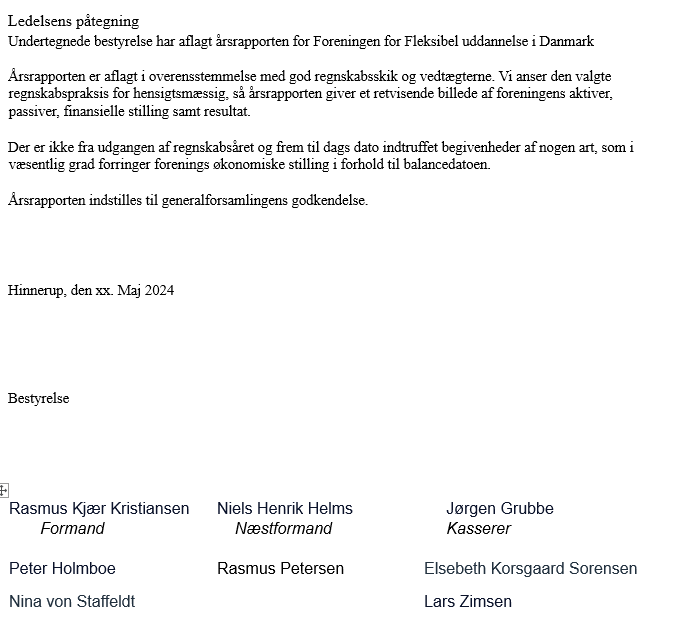 Ledelsens påtegning
Undertegnede bestyrelse har aflagt årsrapporten for Foreningen for Fleksibel uddannelse i Danmark
Årsrapporten er aflagt i overensstemmelse med god regnskabsskik og vedtægterne. Vi anser den valgte
regnskabspraksis for hensigtsmæssig, så årsrapporten giver et retvisende billede af foreningens aktiver,
passiver, finansielle stilling samt resultat.
Der er ikke fra udgangen af regnskabsåret og frem til dags dato indtruffet begivenheder af nogen art, som i
væsentlig grad forringer forenings økonomiske stilling i forhold til balancedatoen.
Årsrapporten indstilles til generalforsamlingens godkendelse.
Hinnerup, den xx. Maj 2024
Bestyrelse
Rasmus Kjær Kristiansen Niels Henrik Helms Jørgen Grubbe
Formand Næstformand Kasserer
Peter Holmboe Rasmus Petersen Elsebeth Korsgaard Sorensen
Nina von Staffeldt Lars Zimsen